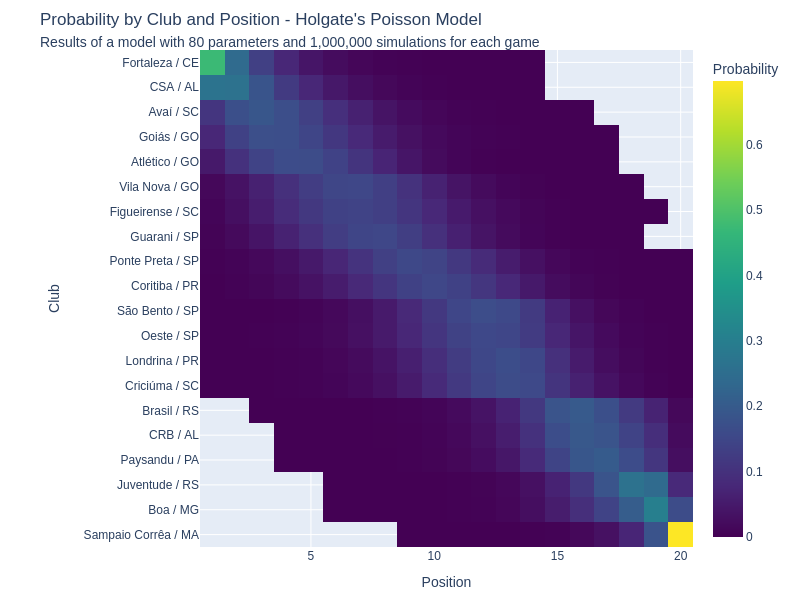 Probability by Club and Position - Holgate's Poisson Model
Results of a model with 80 parameters and 1,000,000 simulations for each game
Probability
Fortaleza / CE
CSA / AL
Avaí / SC
Goiás / GO
Atlético / GO
Vila Nova / GO
Figueirense / SC
Guarani / SP
Ponte Preta / SP
Coritiba / PR
São Bento / SP
Oeste / SP
Londrina / PR
Criciúma / SC
Brasil / RS
CRB / AL
Paysandu / PA
Juventude / RS
Boa / MG
Sampaio Corrêa / MA
Club
5
10
15
20
Position
0.6
0.5
0.4
0.3
0.2
0.1
0